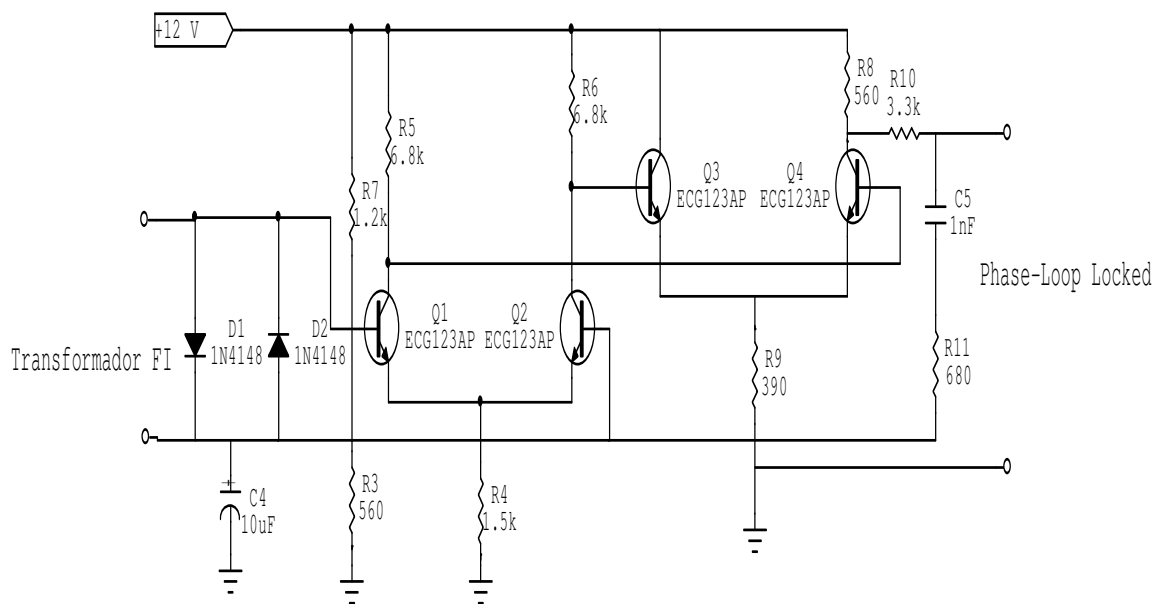 +12 V
R8
560
R10
3.3k
R6
6.8k
R5
6.8k
R7
1.2k
Q3
ECG123AP
Q4
ECG123AP
C5
1nF
Phase-Loop Locked
Q1
ECG123AP
Q2
ECG123AP
D1
1N4148
D2
1N4148
Transformador FI
R9
390
R11
680
C4
10uF
R3
560
R4
1.5k